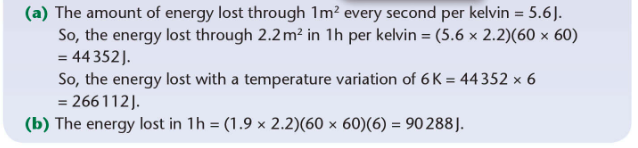 (a) The amount of energy lost through 1m² every second per kelvin = 5.6J.
So, the energy lost through 2.2m² in 1h per kelvin = (5.6 × 2.2)(60 × 60)
= 44352J.
So, the energy lost with a temperature variation of 6K = 44352 × 6
= 266112J.
(b) The energy lost in 1h = (1.9 × 2.2)(60 × 60)(6) = 90288J.